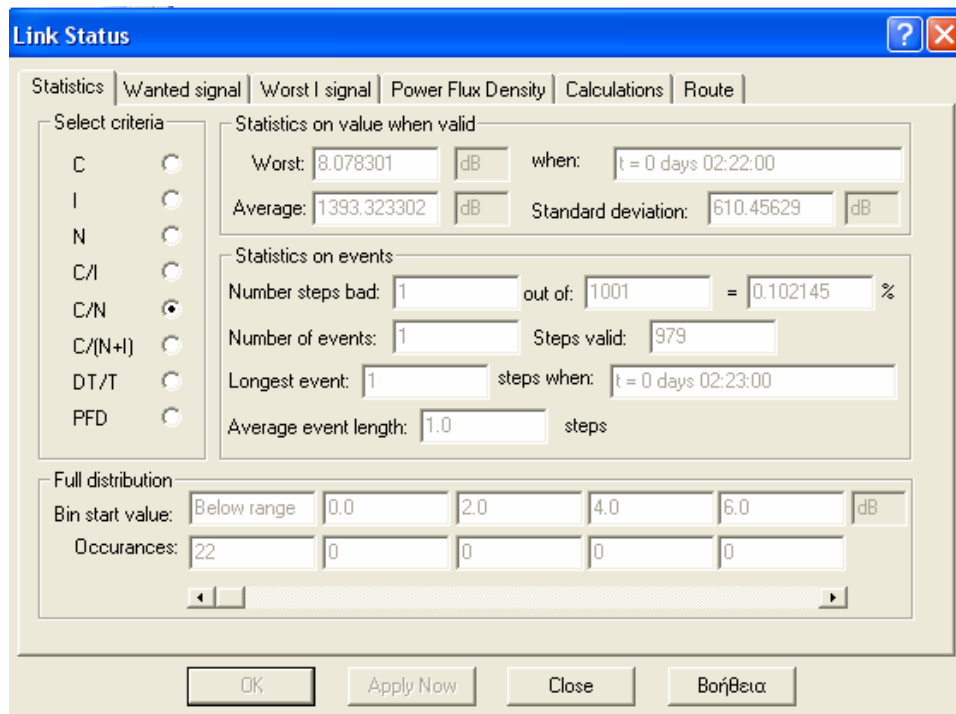 Link Status
Statistics Wanted signal Worst I signal Power Flux Density Calculations Route
Select criteria
C
I
N
C/I
C/N
C/(N+I)
DT/T
PFD
Statistics on value when valid
Worst: 8.078301 dB when: t = 0 days 02:22:00
Average: 1393.323302 dB Standard deviation: 610.45629 dB
Statistics on events
Number steps bad: 1 out of: 1001 = 0.102145 %
Number of events: 1 Steps valid: 979
Longest event: 1 steps when: t = 0 days 02:23:00
Average event length: 1.0 steps
Full distribution
Bin start value: Below range 0.0 2.0 4.0 6.0 dB
Occurances: 22 0 0 0 0
OK Apply Now Close Βοήθεια